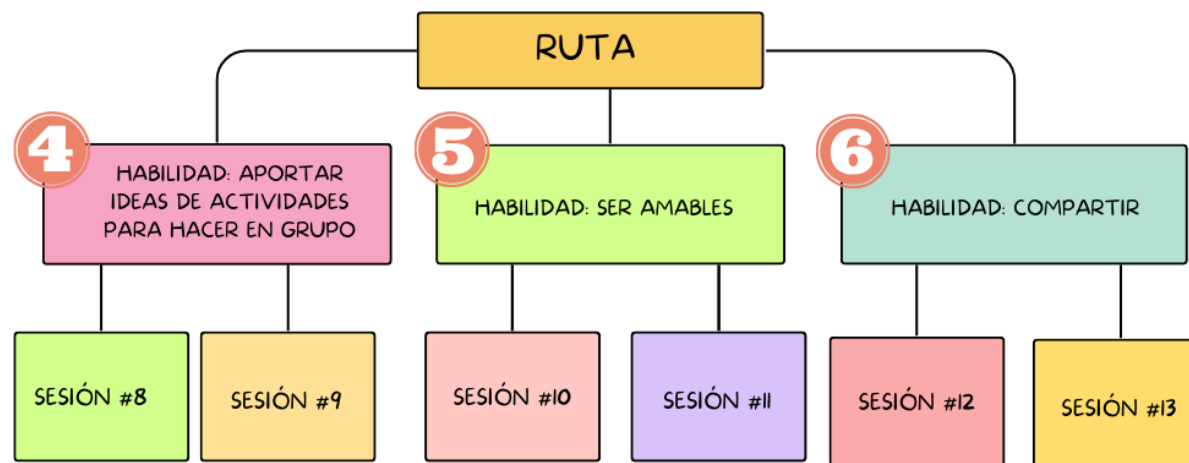 RUTA
4
HABILIDAD: APORTAR
IDEAS DE ACTIVIDADES
PARA HACER EN GRUPO
5
HABILIDAD: SER AMABLES
6
HABILIDAD: COMPARTIR
SESIÓN #8
SESIÓN #9
SESIÓN #10
SESIÓN #11
SESIÓN #12
SESIÓN #13